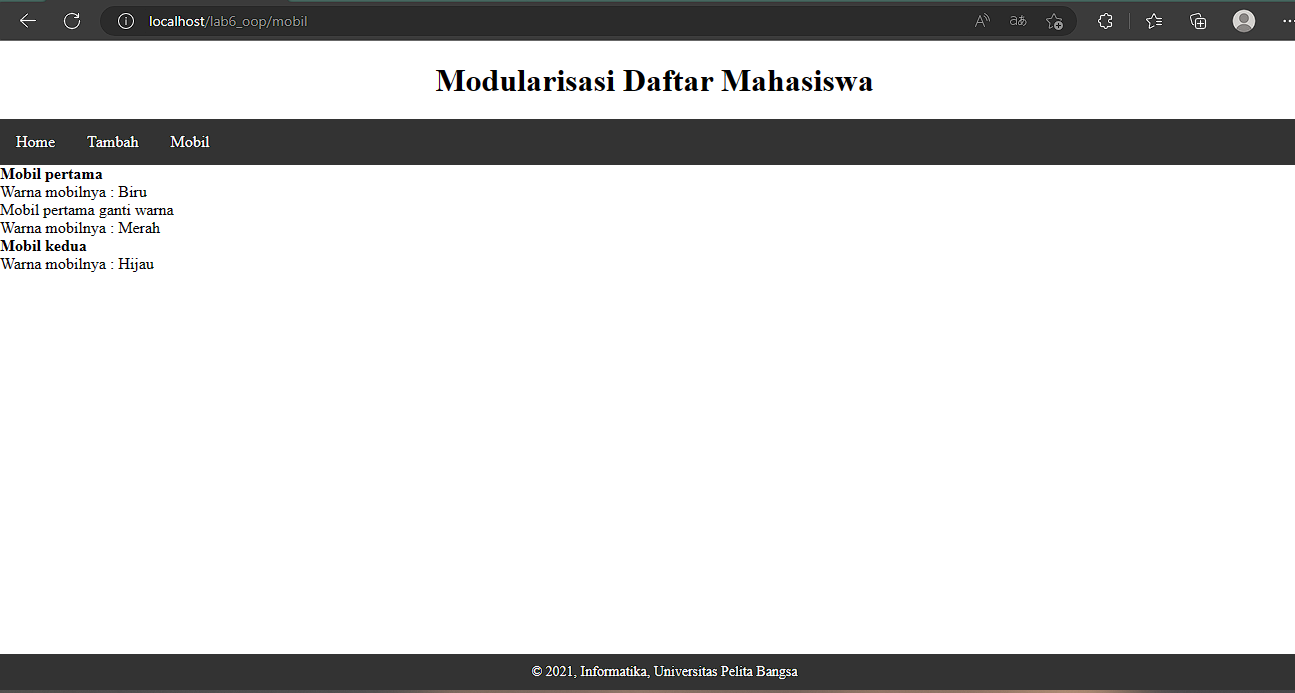 localhost/lab6_oop/mobil
Modularisasi Daftar Mahasiswa
Home Tambah Mobil
Mobil pertama
Warna mobilnya : Biru
Mobil pertama ganti warna
Warna mobilnya : Merah
Mobil kedua
Warna mobilnya : Hijau
© 2021, Informatika, Universitas Pelita Bangsa